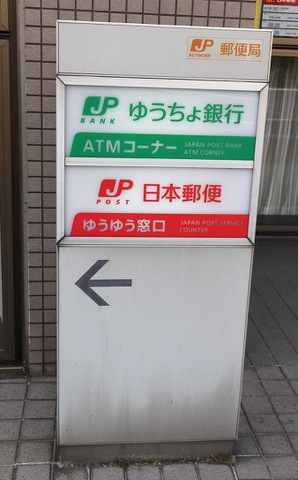 JP 郵便局
NETWORK
JP ゆうちょ銀行
BANK
ATMコーナー JAPAN POST BANK
ATM CORNER
JP 日本郵便
POST
ゆうゆう窓口 JAPAN POST SERVICE
COUNTER